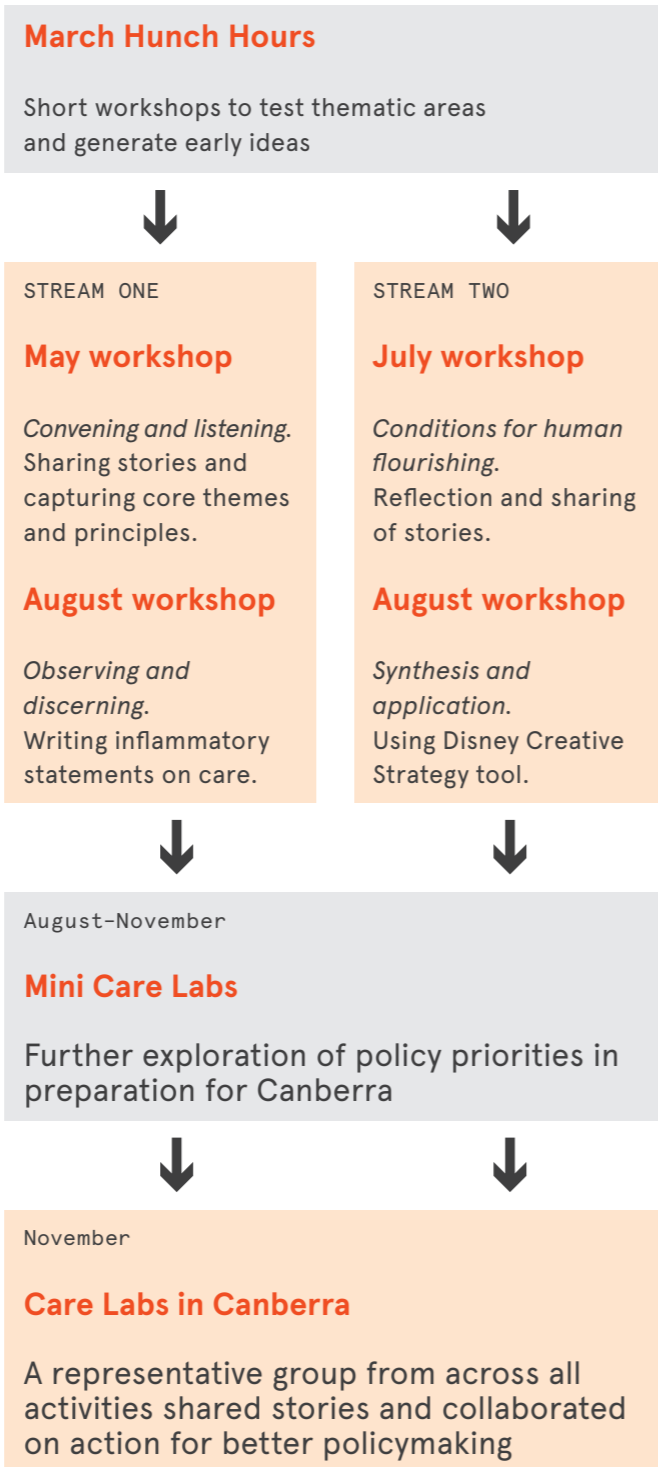 March Hunch Hours
Short workshops to test thematic areas
and generate early ideas
STREAM ONE
May workshop
Convening and listening.
Sharing stories and
capturing core themes
and principles.
August workshop
Observing and
discerning.
Writing inflammatory
statements on care.
STREAM TWO
July workshop
Conditions for human
flourishing.
Reflection and sharing
of stories.
August workshop
Synthesis and
application.
Using Disney Creative
Strategy tool.
August–November
Mini Care Labs
Further exploration of policy priorities in
preparation for Canberra
November
Care Labs in Canberra
A representative group from across all
activities shared stories and collaborated
on action for better policymaking